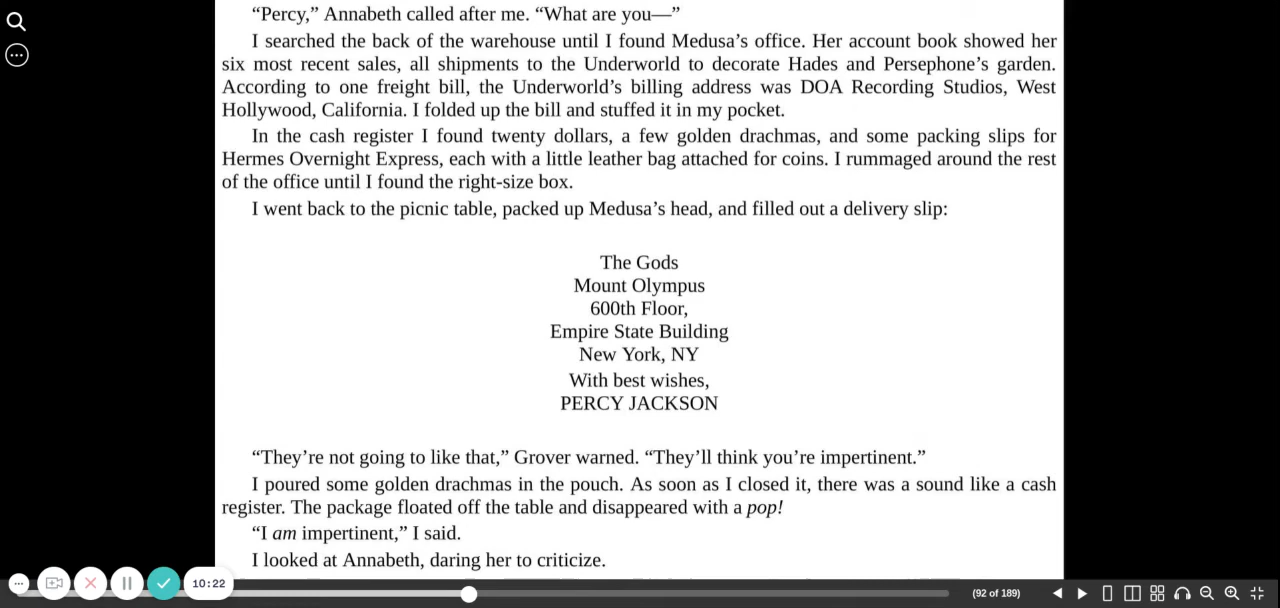 “Percy,” Annabeth called after me. “What are you—”
I searched the back of the warehouse until I found Medusa’s office. Her account book showed her
six most recent sales, all shipments to the Underworld to decorate Hades and Persephone’s garden.
According to one freight bill, the Underworld’s billing address was DOA Recording Studios, West
Hollywood, California. I folded up the bill and stuffed it in my pocket.
In the cash register I found twenty dollars, a few golden drachmas, and some packing slips for
Hermes Overnight Express, each with a little leather bag attached for coins. I rummaged around the rest
of the office until I found the right-size box.
I went back to the picnic table, packed up Medusa’s head, and filled out a delivery slip:
The Gods
Mount Olympus
600th Floor,
Empire State Building
New York, NY
With best wishes,
PERCY JACKSON
“They’re not going to like that,” Grover warned. “They’ll think you’re impertinent.”
I poured some golden drachmas in the pouch. As soon as I closed it, there was a sound like a cash
register. The package floated off the table and disappeared with a pop!
“I am impertinent,” I said.
I looked at Annabeth, daring her to criticize.
10:22
(92 of 189)